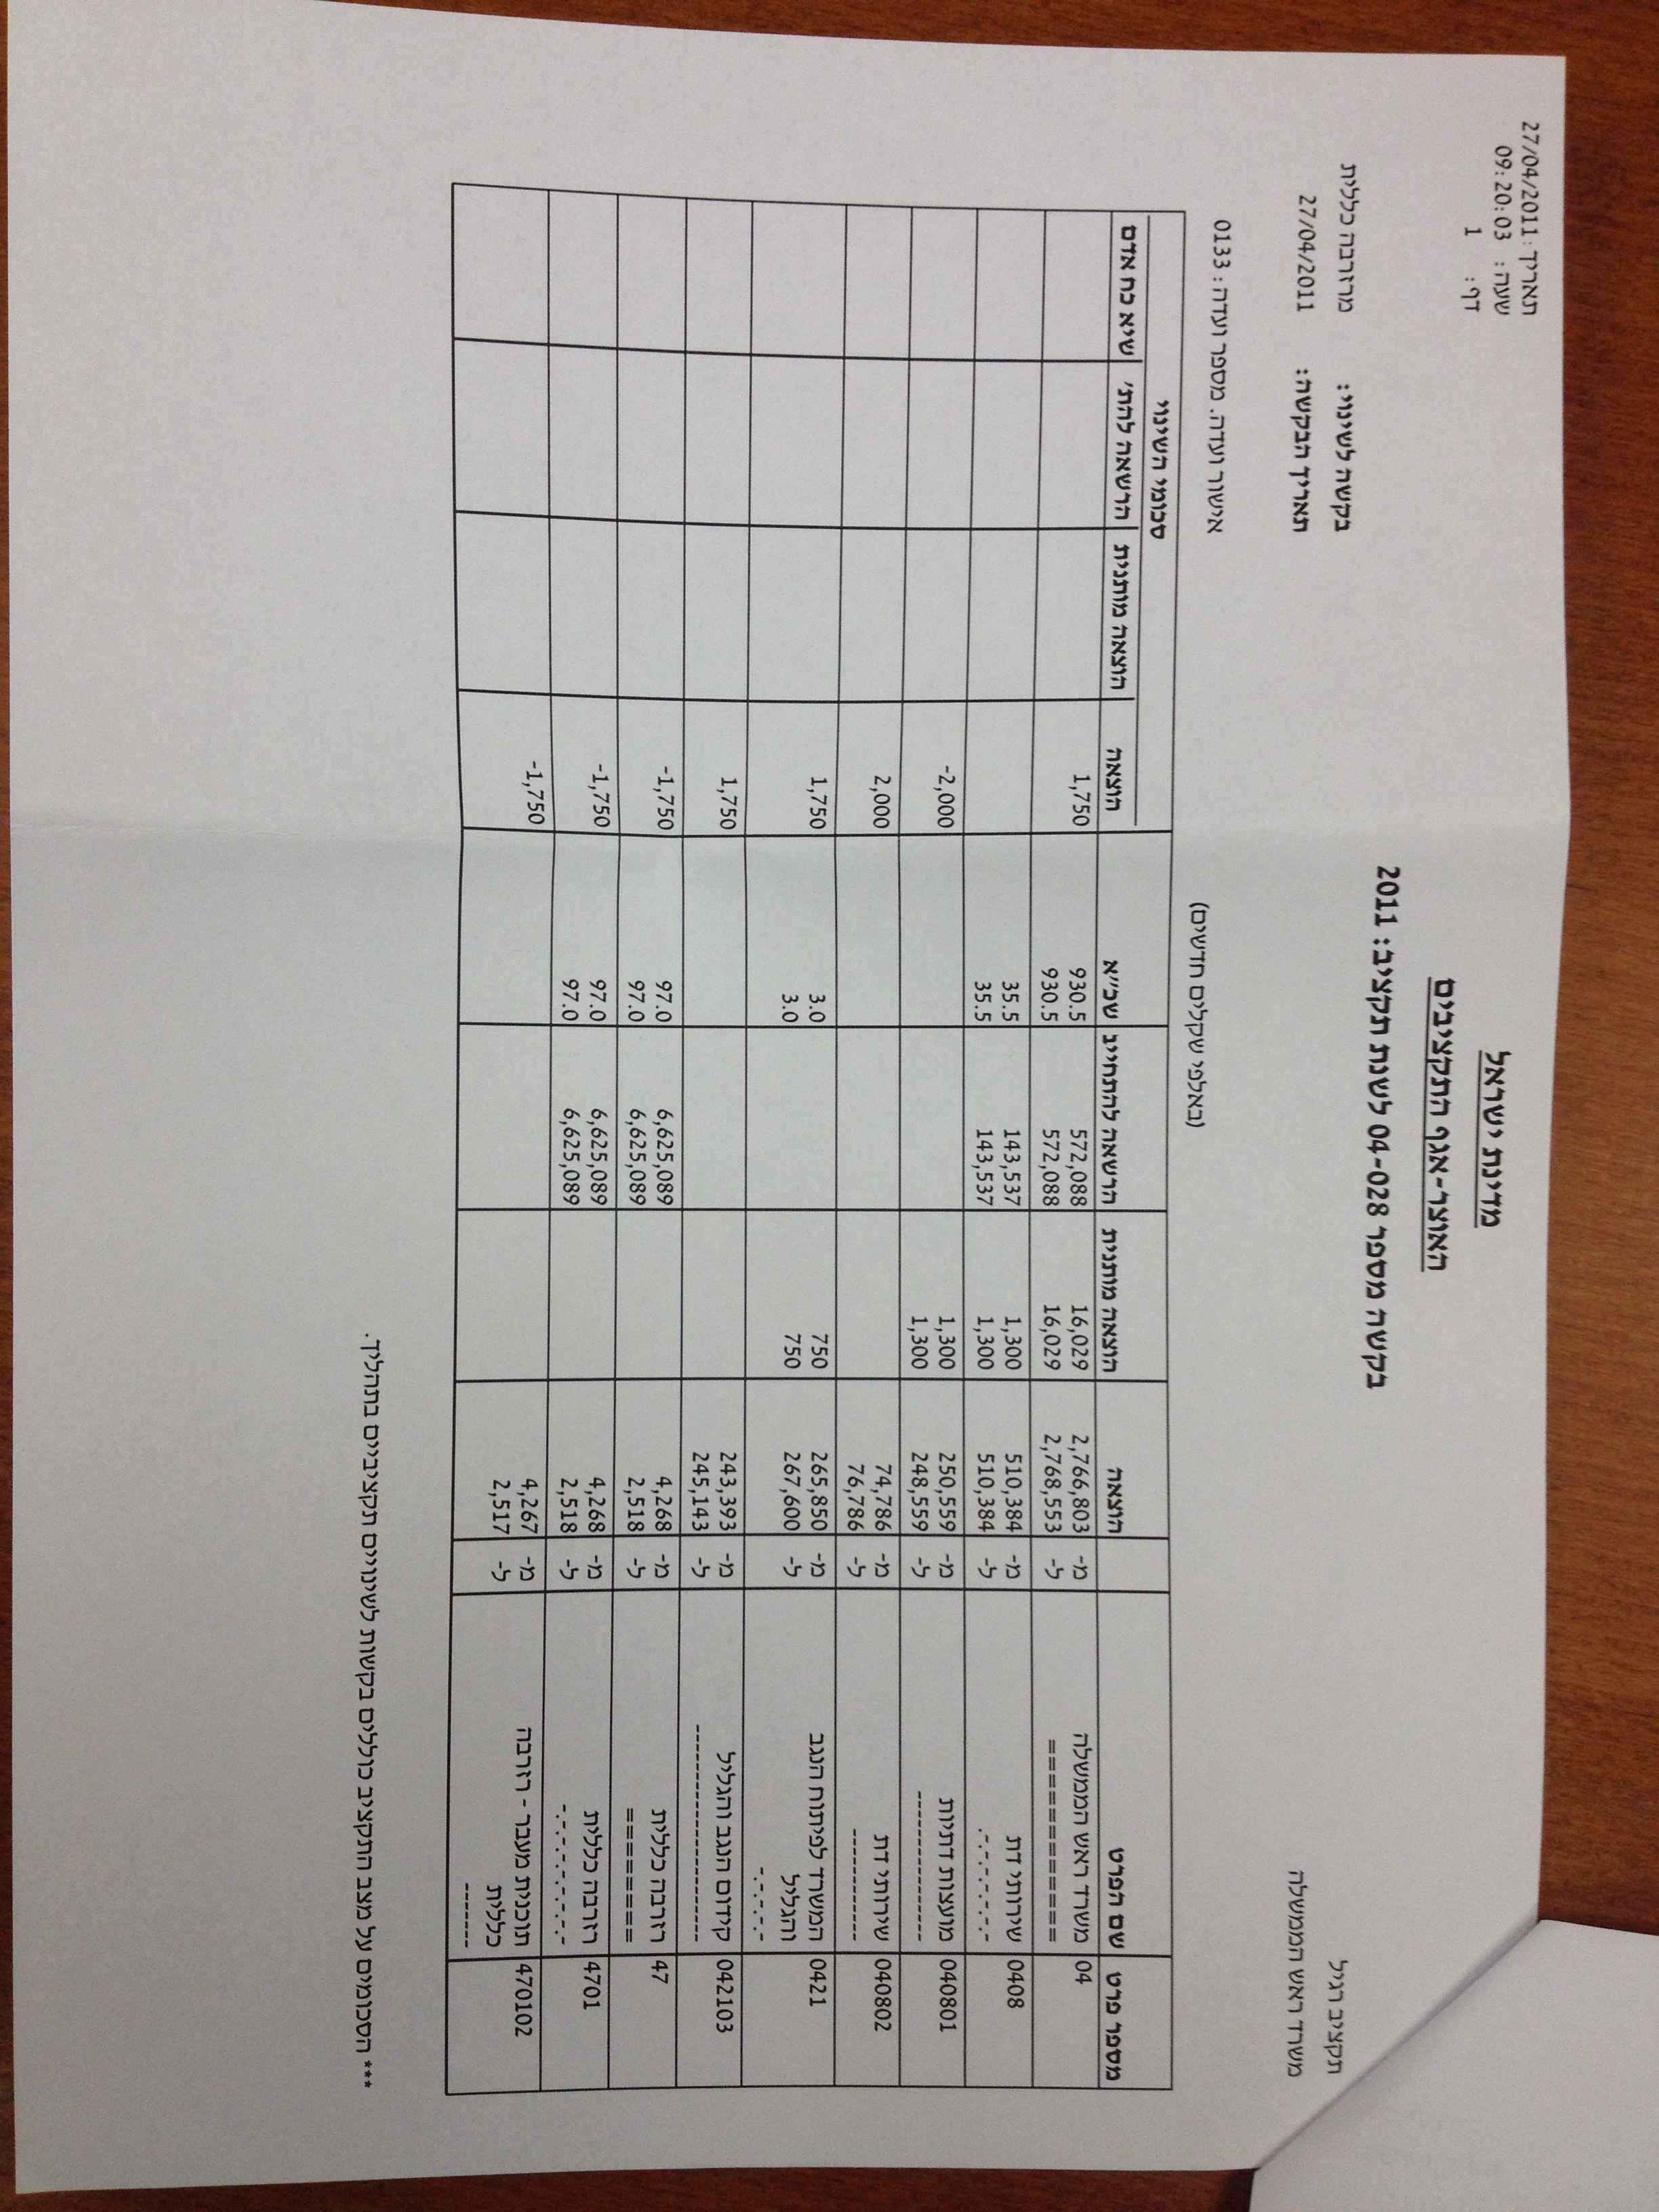 תאריך: 27/04/2011
שעה: 09:20:03
דף: 1
מדינת ישראל
האוצר-אגף התקציבים
בקשה מספר 04-028 לשנת תקציב: 2011
תקציב רגיל
בקשה לשינוי: מרזרבה כללית
משרד ראש הממשלה
תאריך הבקשה: 27/04/2011
אישור ועדה. מספר ועדה: 0133
(באלפי שקלים חדשים)
סכומי השינוי
מספר פרט שם הפרט הוצאה הוצאה מותנית הרשאה להתחייב שכ״א הוצאה הוצאה מותנית הרשאה להת׳ שיא כח אדם
04 משרד ראש הממשלה מ- 2,766,803 16,029 572,088 930.5 1,750
============ ל- 2,768,553 16,029 572,088 930.5
0408 שירותי דת מ- 510,384 1,300 143,537 35.5
-.-.-.-.-.-. ל- 510,384 1,300 143,537 35.5
040801 מועצות דתיות מ- 250,559 1,300 -2,000
--------------- ל- 248,559 1,300
040802 שירותי דת מ- 74,786 2,000
----------- ל- 76,786
0421 המשרד לפיתוח הנגב מ- 265,850 750 3.0 1,750
והגליל ל- 267,600 750 3.0
-.-.-.-.-
042103 קידום הנגב והגליל מ- 243,393 1,750
---------------------- ל- 245,143
47 רזרבה כללית מ- 4,268 6,625,089 97.0 -1,750
======== ל- 2,518 6,625,089 97.0
4701 רזרבה כללית מ- 4,268 6,625,089 97.0 -1,750
-.-.-.-.-.-.-.- ל- 2,518 6,625,089 97.0
470102 תוכנית מעבר - רזרבה מ- 4,267 -1,750
כללית ל- 2,517
------
*** הסכומים על מצב התקציב כוללים בקשות לשינויים תקציביים בתהליך.